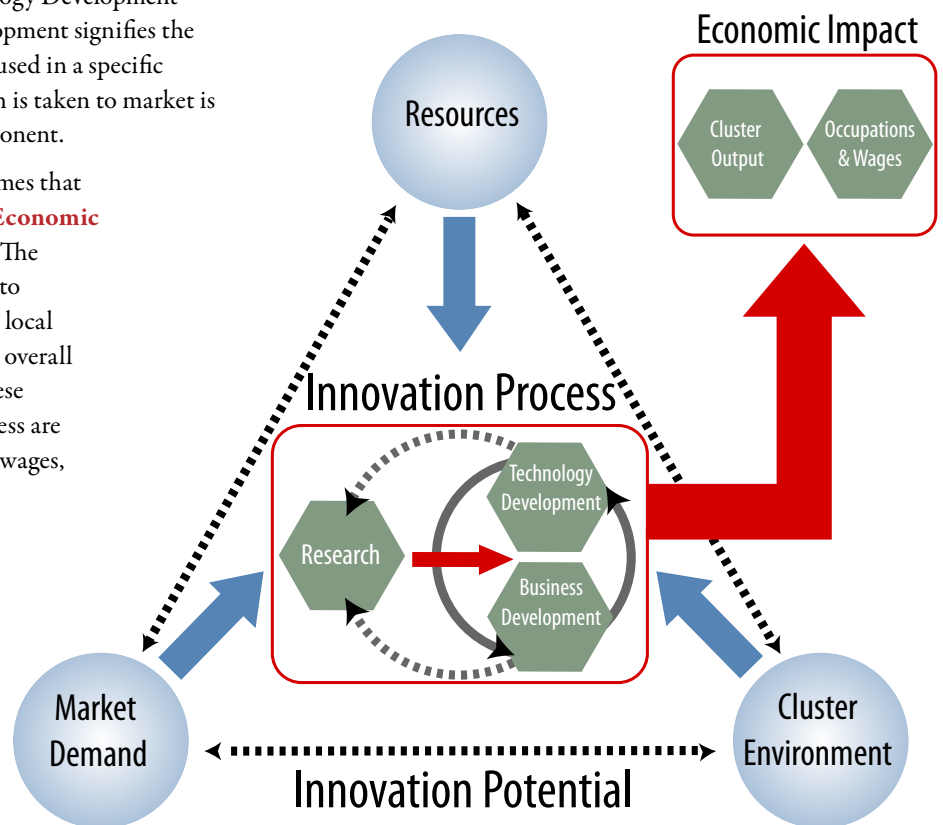 ogy Development
opment signifies the
used in a specific
n is taken to market is
onent.
mes that
Economic
The
to
local
overall
ese
ess are
wages,
Economic Impact
Cluster
Output
Occupations
& Wages
Resources
Innovation Process
Technology
Development
Research
Business
Development
Market
Demand
Cluster
Environment
Innovation Potential